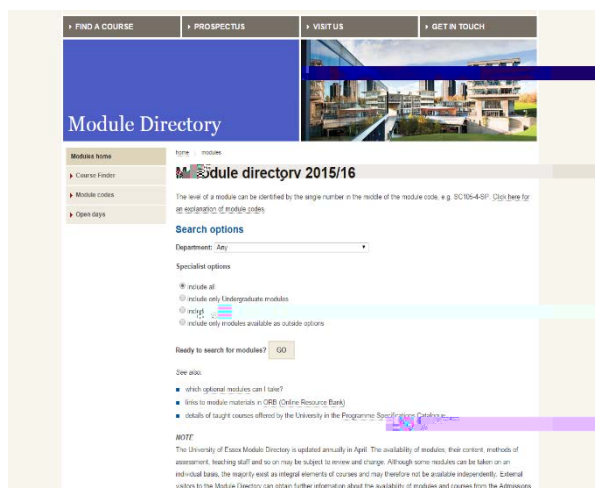 FIND A COURSE
PROSPECTUS
VISIT US
GET IN TOUCH
Module Directory
Modules home
Course Finder
Module codes
Open days
home
modules
directory 2015/16
The level of a module can be identified by the single number in the middle of the module code, e.g. SC105-4-SP. Click here for
an explanation of module codes.
Search options
Department: Any
Specialist options
include all
include only Undergraduate modules
include only modules available as outside options
Ready to search for modules? GO
See also:
which optional modules can I take?
links to module materials in ORB (Online Resource Bank)
details of taught courses offered by the University in the Programme Specifications Catalogue
NOTE
The University of Essex Module Directory is updated annually in April. The availability of modules, their content, methods of
assessment, teaching staff and so on may be subject to review and change. Although some modules can be taken on an
individual basis, the majority exist as integral elements of courses and may therefore not be available independently. External
visitors to the Module Directory can obtain further information about the availability of modules and courses from the Admissions